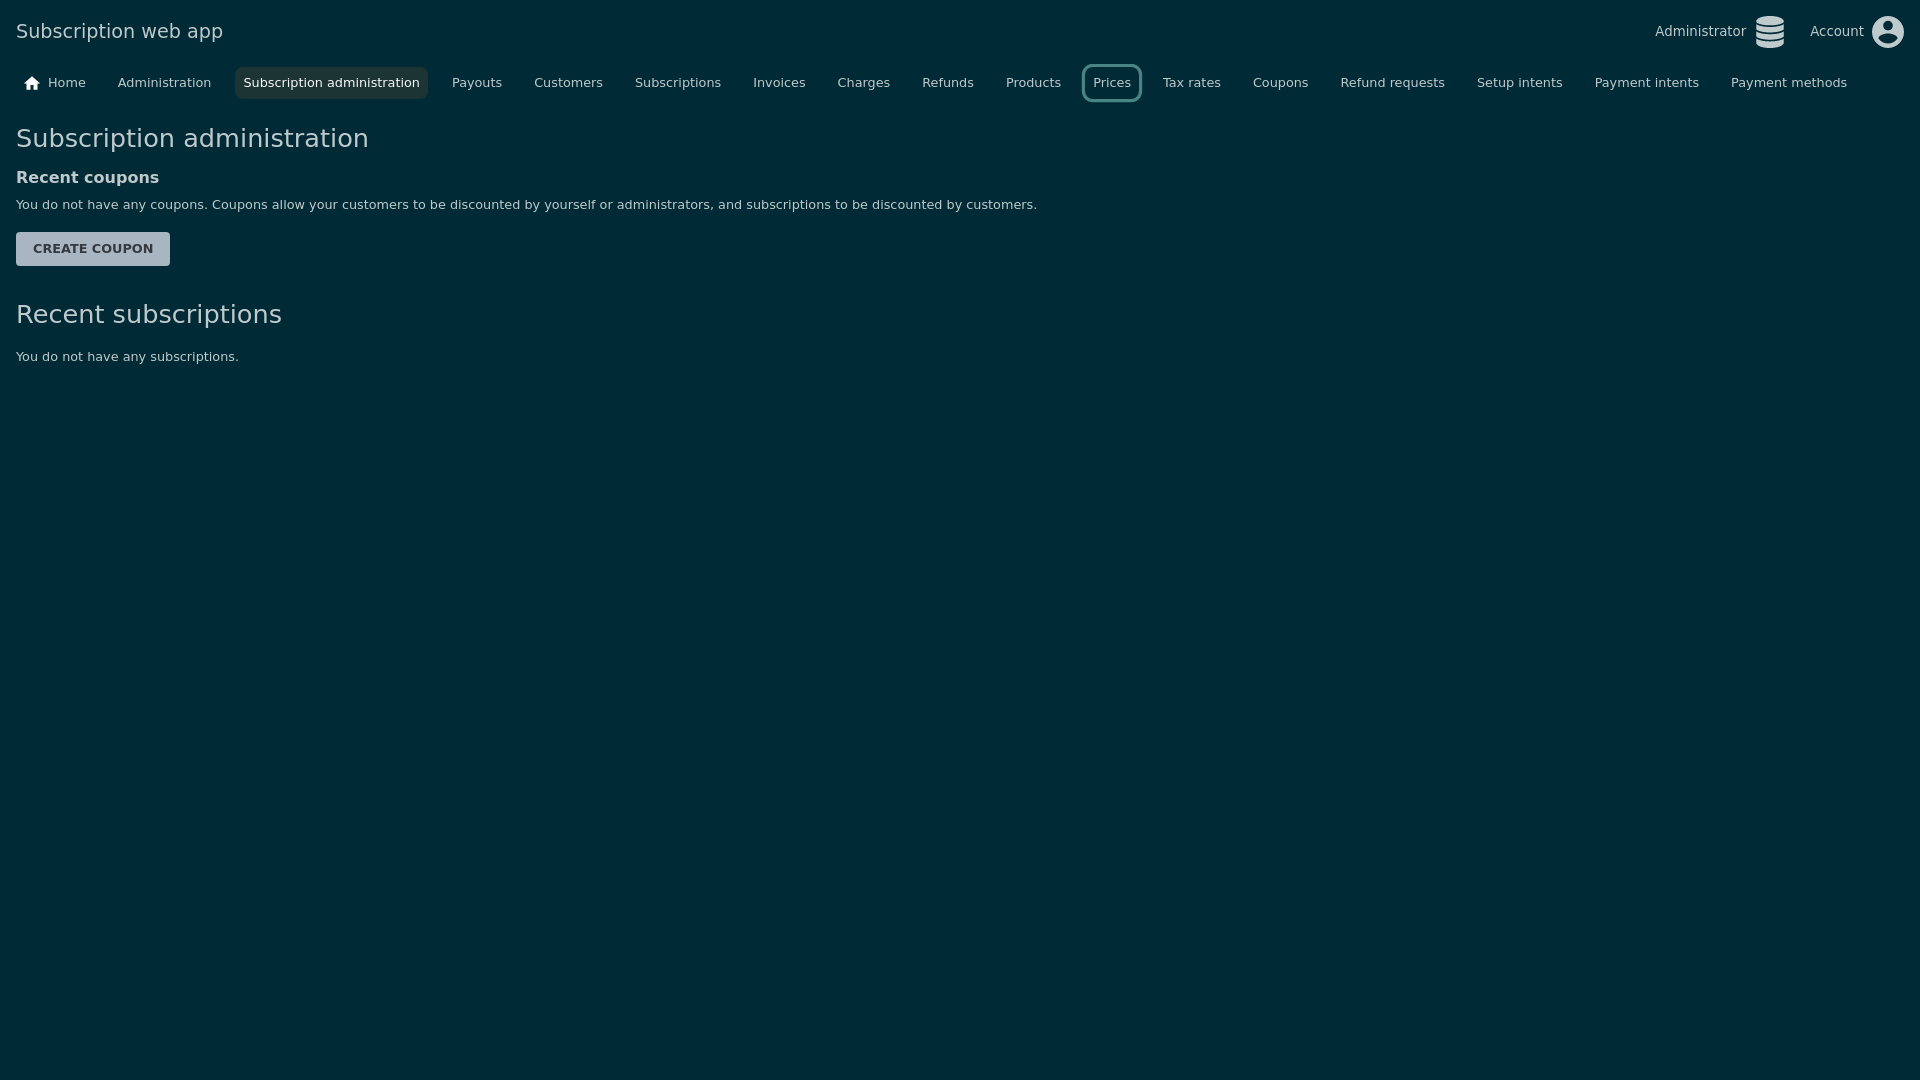 Subscription web app
Administrator
Account
Home Administration Subscription administration Payouts Customers Subscriptions Invoices Charges Refunds Products Prices Tax rates Coupons Refund requests Setup intents Payment intents Payment methods
Subscription administration
Recent coupons
You do not have any coupons. Coupons allow your customers to be discounted by yourself or administrators, and subscriptions to be discounted by customers.
CREATE COUPON
Recent subscriptions
You do not have any subscriptions.